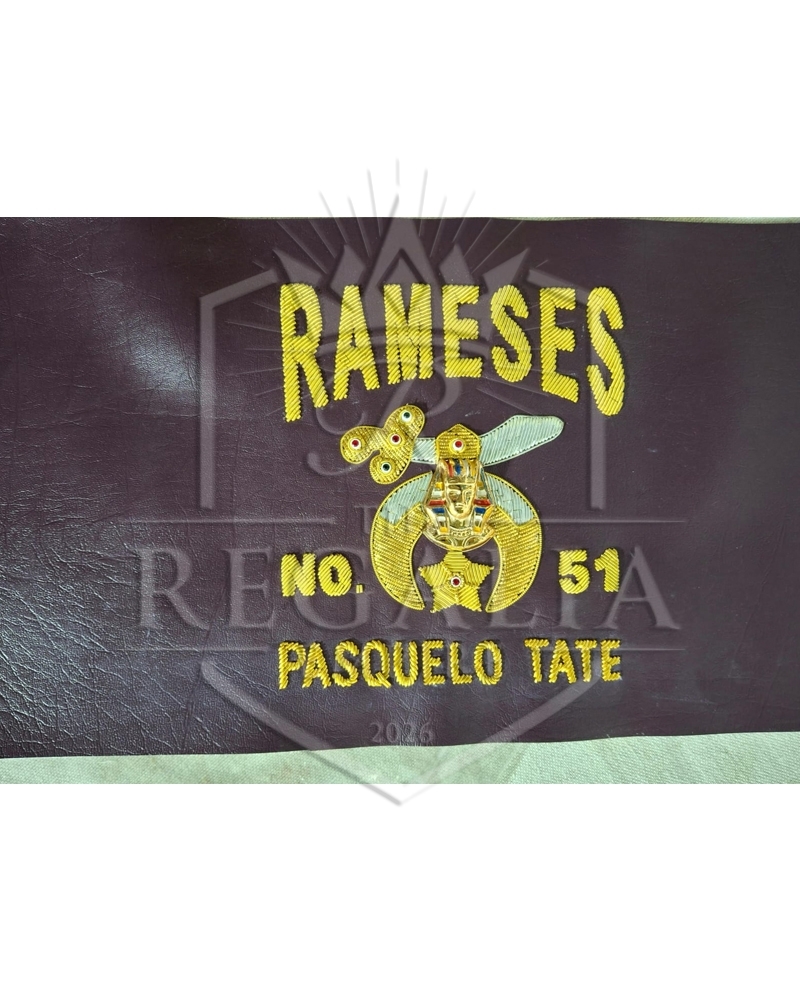 RAMESES
NO. 51
PASQUELO TATE
REGALIA
2026